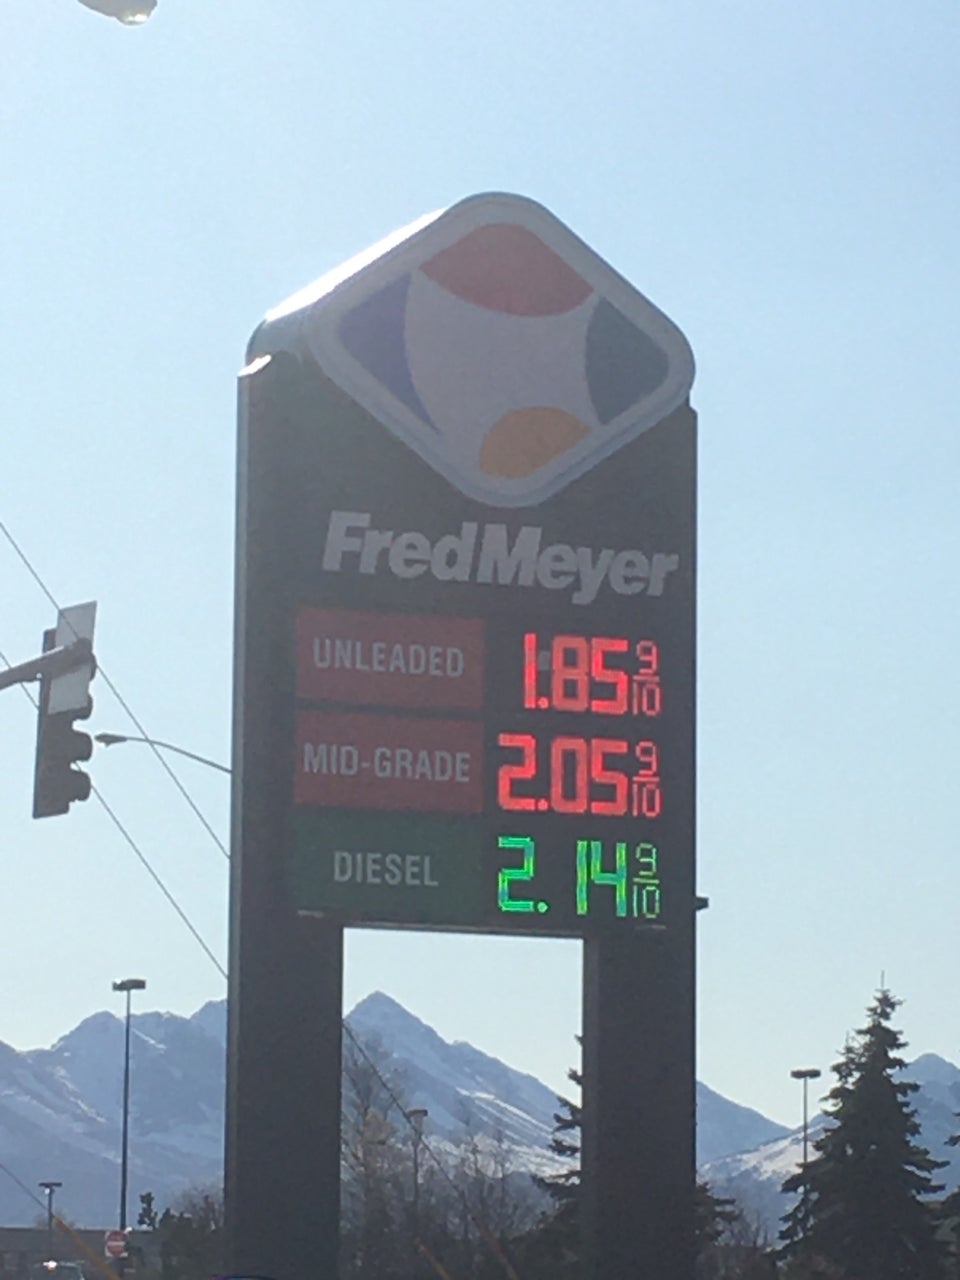 FredMeyer
UNLEADED 1.85 9/10
MID-GRADE 2.05 9/10
DIESEL 2.14 9/10